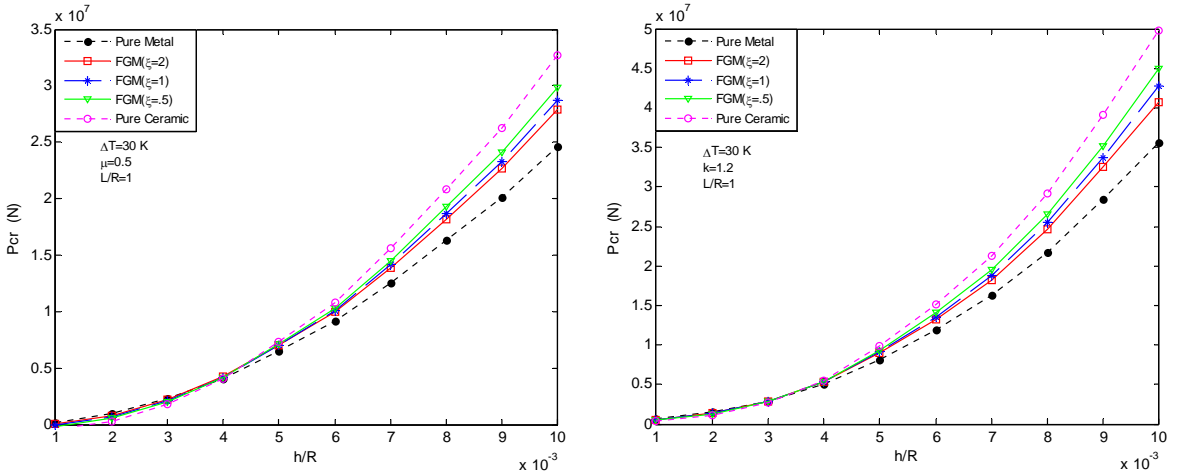 x 10^7
3.5
3
2.5
2
1.5
1
0.5
0
Pcr (N)
Pure Metal
FGM(ξ=2)
FGM(ξ=1)
FGM(ξ=.5)
Pure Ceramic
ΔT=30 K
μ=0.5
L/R=1
1 2 3 4 5 6 7 8 9 10
h/R
x 10^-3
x 10^7
5
4.5
4
3.5
3
2.5
2
1.5
1
0.5
0
Pcr (N)
Pure Metal
FGM(ξ=2)
FGM(ξ=1)
FGM(ξ=.5)
Pure Ceramic
ΔT=30 K
k=1.2
L/R=1
1 2 3 4 5 6 7 8 9 10
h/R
x 10^-3